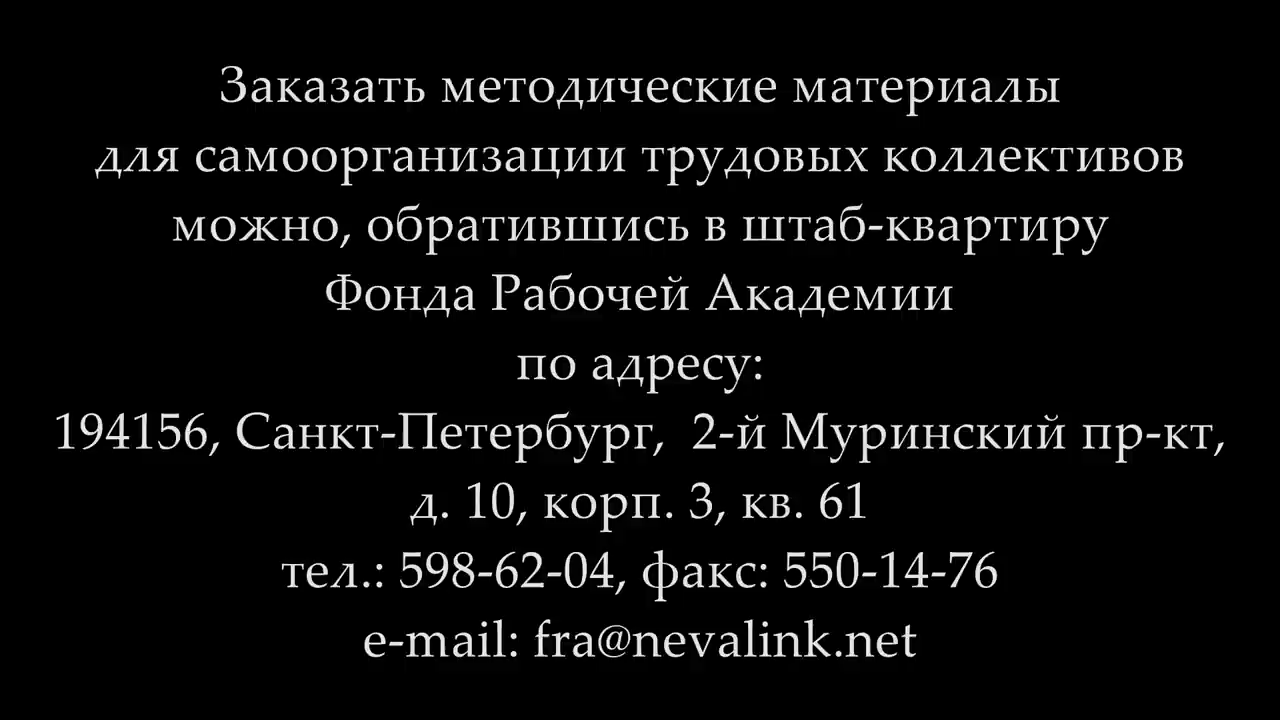 Заказать методические материалы
для самоорганизации трудовых коллективов
можно, обратившись в штаб-квартиру
Фонда Рабочей Академии
по адресу:
194156, Санкт-Петербург,  2-й Муринский пр-кт,
д. 10, корп. 3, кв. 61
тел.: 598-62-04, факс: 550-14-76
e-mail: fra@nevalink.net